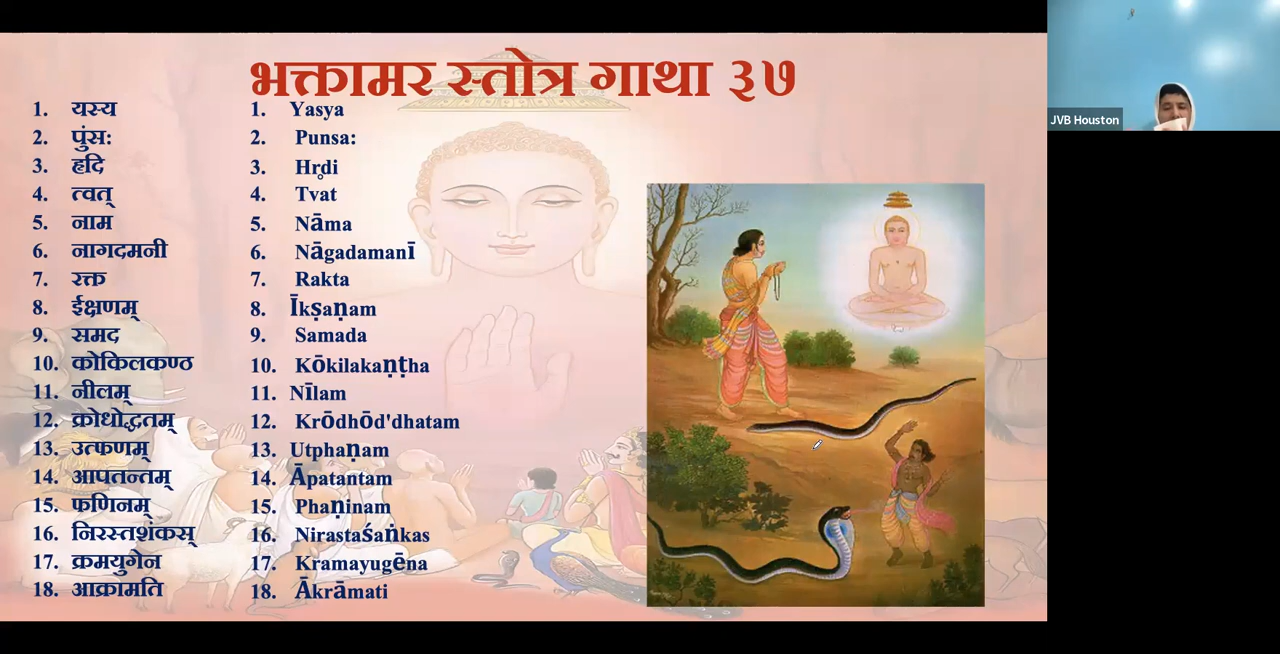 भक्तामर स्तोत्र गाथा ३७
1. यस्य
2. पुंसः
3. हृदि
4. त्वत्
5. नाम
6. नागदमनी
7. रक्त
8. ईक्षणम्
9. समद
10. कोकिलकण्ठ
11. नीलम्
12. क्रोधोद्धतम्
13. उत्फणम्
14. आपतन्तम्
15. फणिनम्
16. निरस्तशंकस्
17. क्रमयुगेन
18. आक्रामति
1. Yasya
2. Punsa:
3. Hr̥di
4. Tvat
5. Nāma
6. Nāgadamanī
7. Rakta
8. Īkṣaṇam
9. Samada
10. Kōkilakaṇṭha
11. Nīlam
12. Krōdhōd'dhatam
13. Utphaṇam
14. Āpatantam
15. Phaṇinam
16. Nirastaśaṅkas
17. Kramayugēna
18. Ākrāmati
JVB Houston